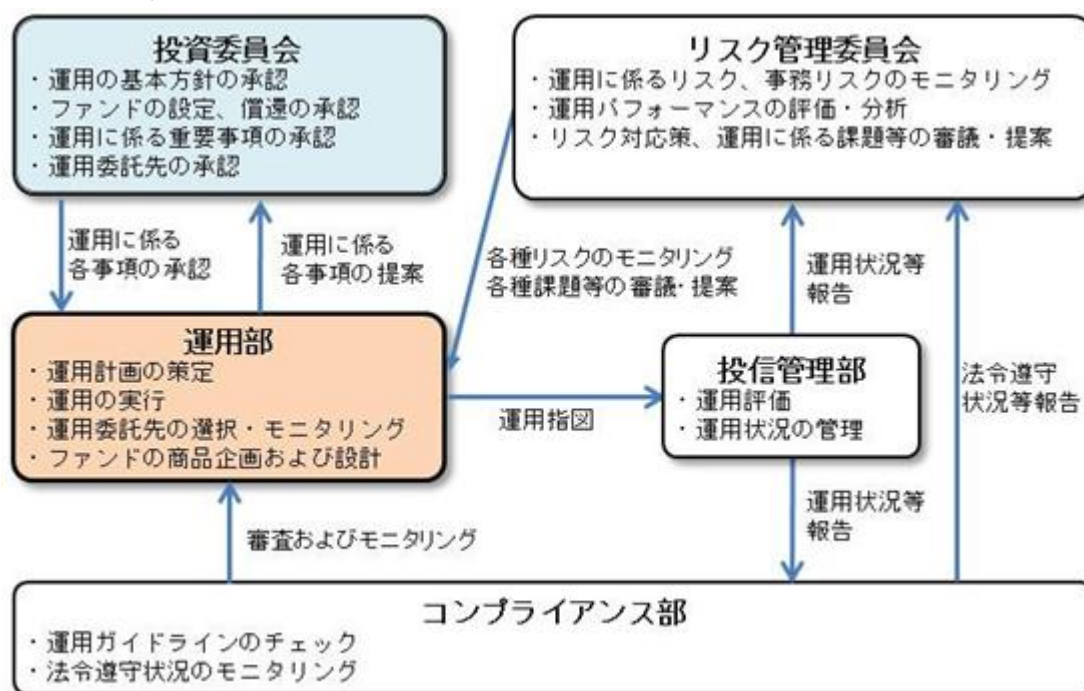 投資委員会
・運用の基本方針の承認
・ファンドの設定、償還の承認
・運用に係る重要事項の承認
・運用委託先の承認
リスク管理委員会
・運用に係るリスク、事務リスクのモニタリング
・運用パフォーマンスの評価・分析
・リスク対応策、運用に係る課題等の審議・提案
運用に係る
各事項の承認
運用に係る
各事項の提案
各種リスクのモニタリング
各種課題等の審議・提案
運用状況等
報告
運用部
・運用計画の策定
・運用の実行
・運用委託先の選択・モニタリング
・ファンドの商品企画および設計
運用指図
投信管理部
・運用評価
・運用状況の管理
法令遵守
状況等報告
審査およびモニタリング
運用状況等
報告
コンプライアンス部
・運用ガイドラインのチェック
・法令遵守状況のモニタリング